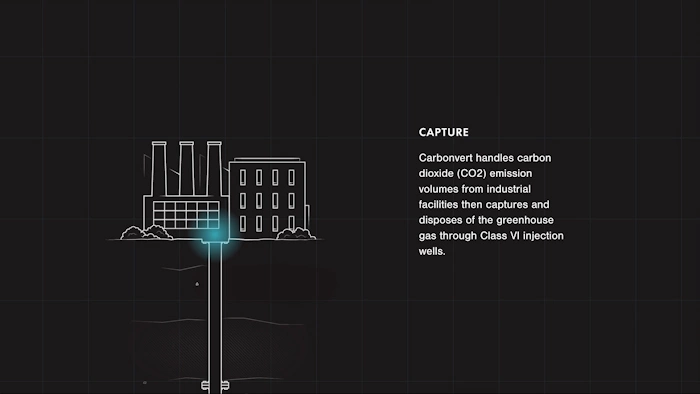 CAPTURE
Carbonvert handles carbon
dioxide (CO2) emission
volumes from industrial
facilities then captures and
disposes of the greenhouse
gas through Class VI injection
wells.